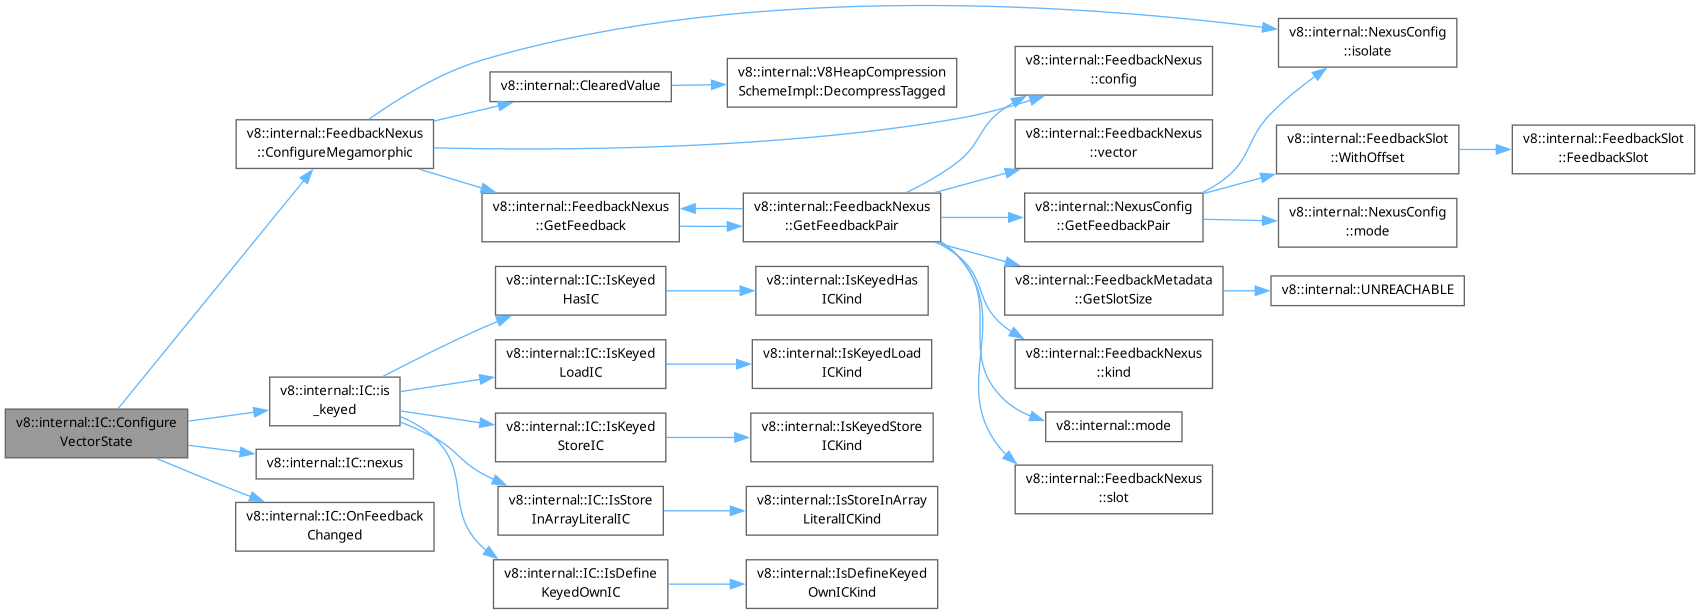 v8::internal::IC::Configure
VectorState
v8::internal::FeedbackNexus
::ConfigureMegamorphic
v8::internal::IC::is
_keyed
v8::internal::IC::nexus
v8::internal::IC::OnFeedback
Changed
v8::internal::ClearedValue
v8::internal::FeedbackNexus
::GetFeedback
v8::internal::IC::IsKeyed
HasIC
v8::internal::IC::IsKeyed
LoadIC
v8::internal::IC::IsKeyed
StoreIC
v8::internal::IC::IsStore
InArrayLiteralIC
v8::internal::IC::IsDefine
KeyedOwnIC
v8::internal::V8HeapCompression
SchemeImpl::DecompressTagged
v8::internal::FeedbackNexus
::GetFeedbackPair
v8::internal::IsKeyedHas
ICKind
v8::internal::IsKeyedLoad
ICKind
v8::internal::IsKeyedStore
ICKind
v8::internal::IsStoreInArray
LiteralICKind
v8::internal::IsDefineKeyed
OwnICKind
v8::internal::FeedbackNexus
::config
v8::internal::FeedbackNexus
::vector
v8::internal::NexusConfig
::GetFeedbackPair
v8::internal::FeedbackMetadata
::GetSlotSize
v8::internal::FeedbackNexus
::kind
v8::internal::mode
v8::internal::FeedbackNexus
::slot
v8::internal::NexusConfig
::isolate
v8::internal::FeedbackSlot
::WithOffset
v8::internal::NexusConfig
::mode
v8::internal::UNREACHABLE
v8::internal::FeedbackSlot
::FeedbackSlot